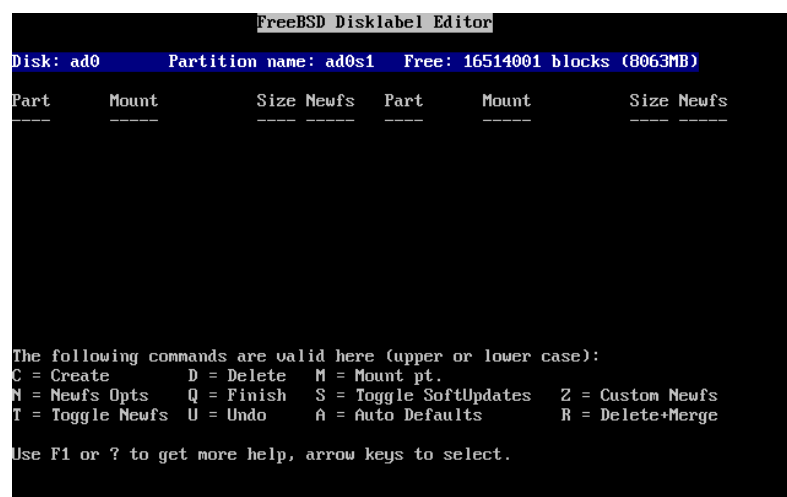 FreeBSD Disklabel Editor
Disk: ad0 Partition name: ad0s1 Free: 16514001 blocks (8063MB)
Part Mount Size Newfs Part Mount Size Newfs
---- ----- ---- ----- ---- ----- ---- -----
The following commands are valid here (upper or lower case):
C = Create D = Delete M = Mount pt.
N = Newfs Opts Q = Finish S = Toggle SoftUpdates Z = Custom Newfs
T = Toggle Newfs U = Undo A = Auto Defaults R = Delete+Merge
Use F1 or ? to get more help, arrow keys to select.